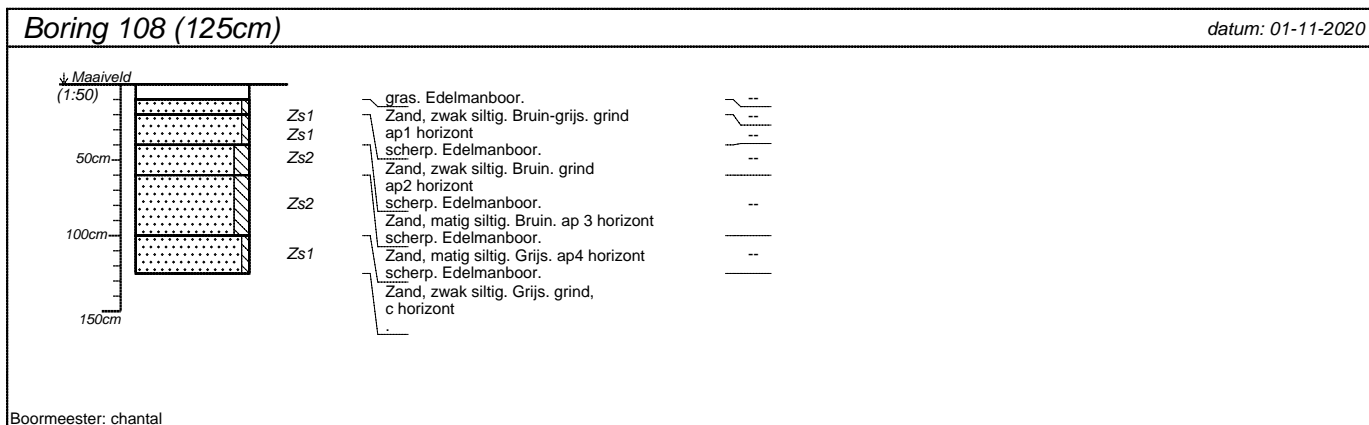 Boring 108 (125cm)
datum: 01-11-2020
Maaiveld
(1:50)
50cm
100cm
150cm
Zs1
Zs1
Zs2
Zs2
Zs1
gras. Edelmanboor.
Zand, zwak siltig. Bruin-grijs. grind
ap1 horizont
scherp. Edelmanboor.
Zand, zwak siltig. Bruin. grind
ap2 horizont
scherp. Edelmanboor.
Zand, matig siltig. Bruin. ap 3 horizont
scherp. Edelmanboor.
Zand, matig siltig. Grijs. ap4 horizont
scherp. Edelmanboor.
Zand, zwak siltig. Grijs. grind,
c horizont
.
--
--
--
--
--
--
Boormeester: chantal